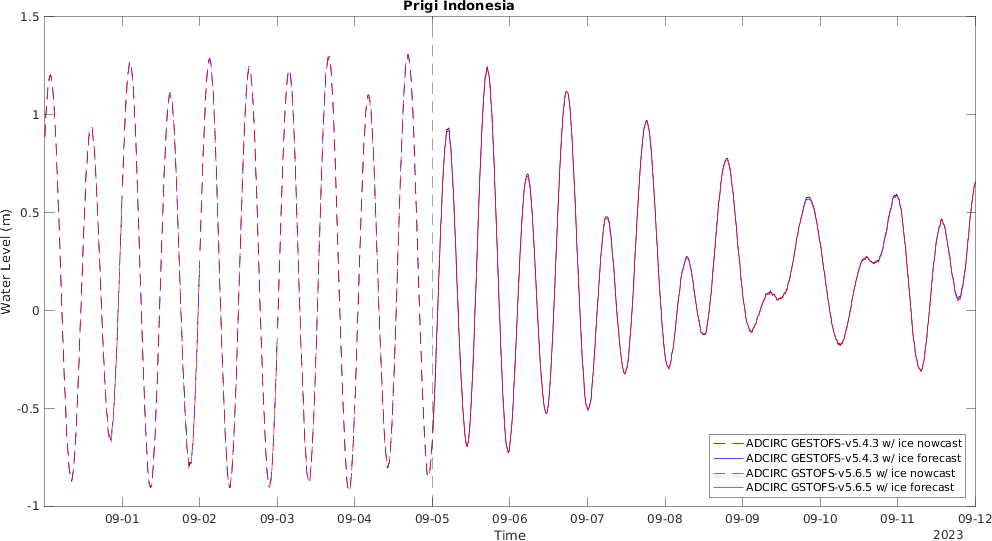 Prigi Indonesia
1.5
1
0.5
0
-0.5
-1
Water Level (m)
09-01 09-02 09-03 09-04 09-05 09-06 09-07 09-08 09-09 09-10 09-11 09-12
Time
2023
ADCIRC GESTOFS-v5.4.3 w/ ice nowcast
ADCIRC GESTOFS-v5.4.3 w/ ice forecast
ADCIRC GSTOFS-v5.6.5 w/ ice nowcast
ADCIRC GSTOFS-v5.6.5 w/ ice forecast